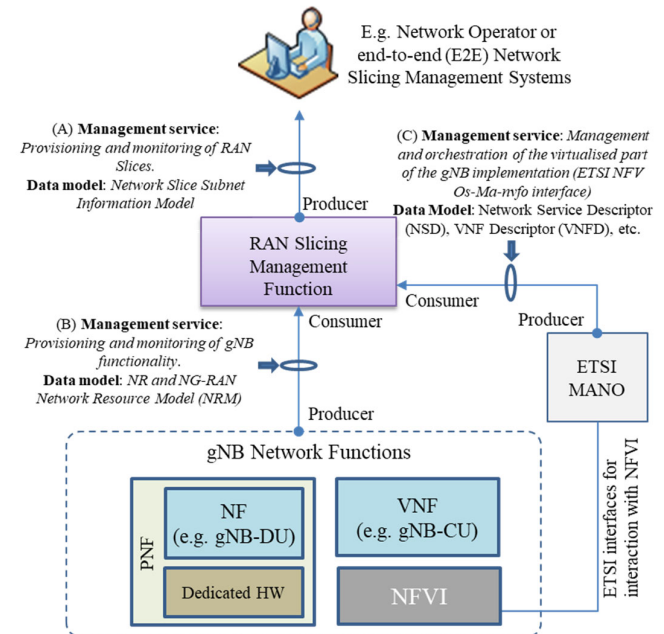 E.g. Network Operator or
end-to-end (E2E) Network
Slicing Management Systems
(A) Management service:
Provisioning and monitoring of RAN
Slices.
Data model: Network Slice Subnet
Information Model
(C) Management service: Management
and orchestration of the virtualised part
of the gNB implementation (ETSI NFV
Os-Ma-nvfo interface)
Data Model: Network Service Descriptor
(NSD), VNF Descriptor (VNFD), etc.
Producer
RAN Slicing
Management
Function
Consumer
Consumer
Producer
(B) Management service:
Provisioning and monitoring of gNB
functionality.
Data model: NR and NG-RAN
Network Resource Model (NRM)
Producer
ETSI
MANO
gNB Network Functions
PNF
NF
(e.g. gNB-DU)
Dedicated HW
VNF
(e.g. gNB-CU)
NFVI
ETSI interfaces for
interaction with NFVI